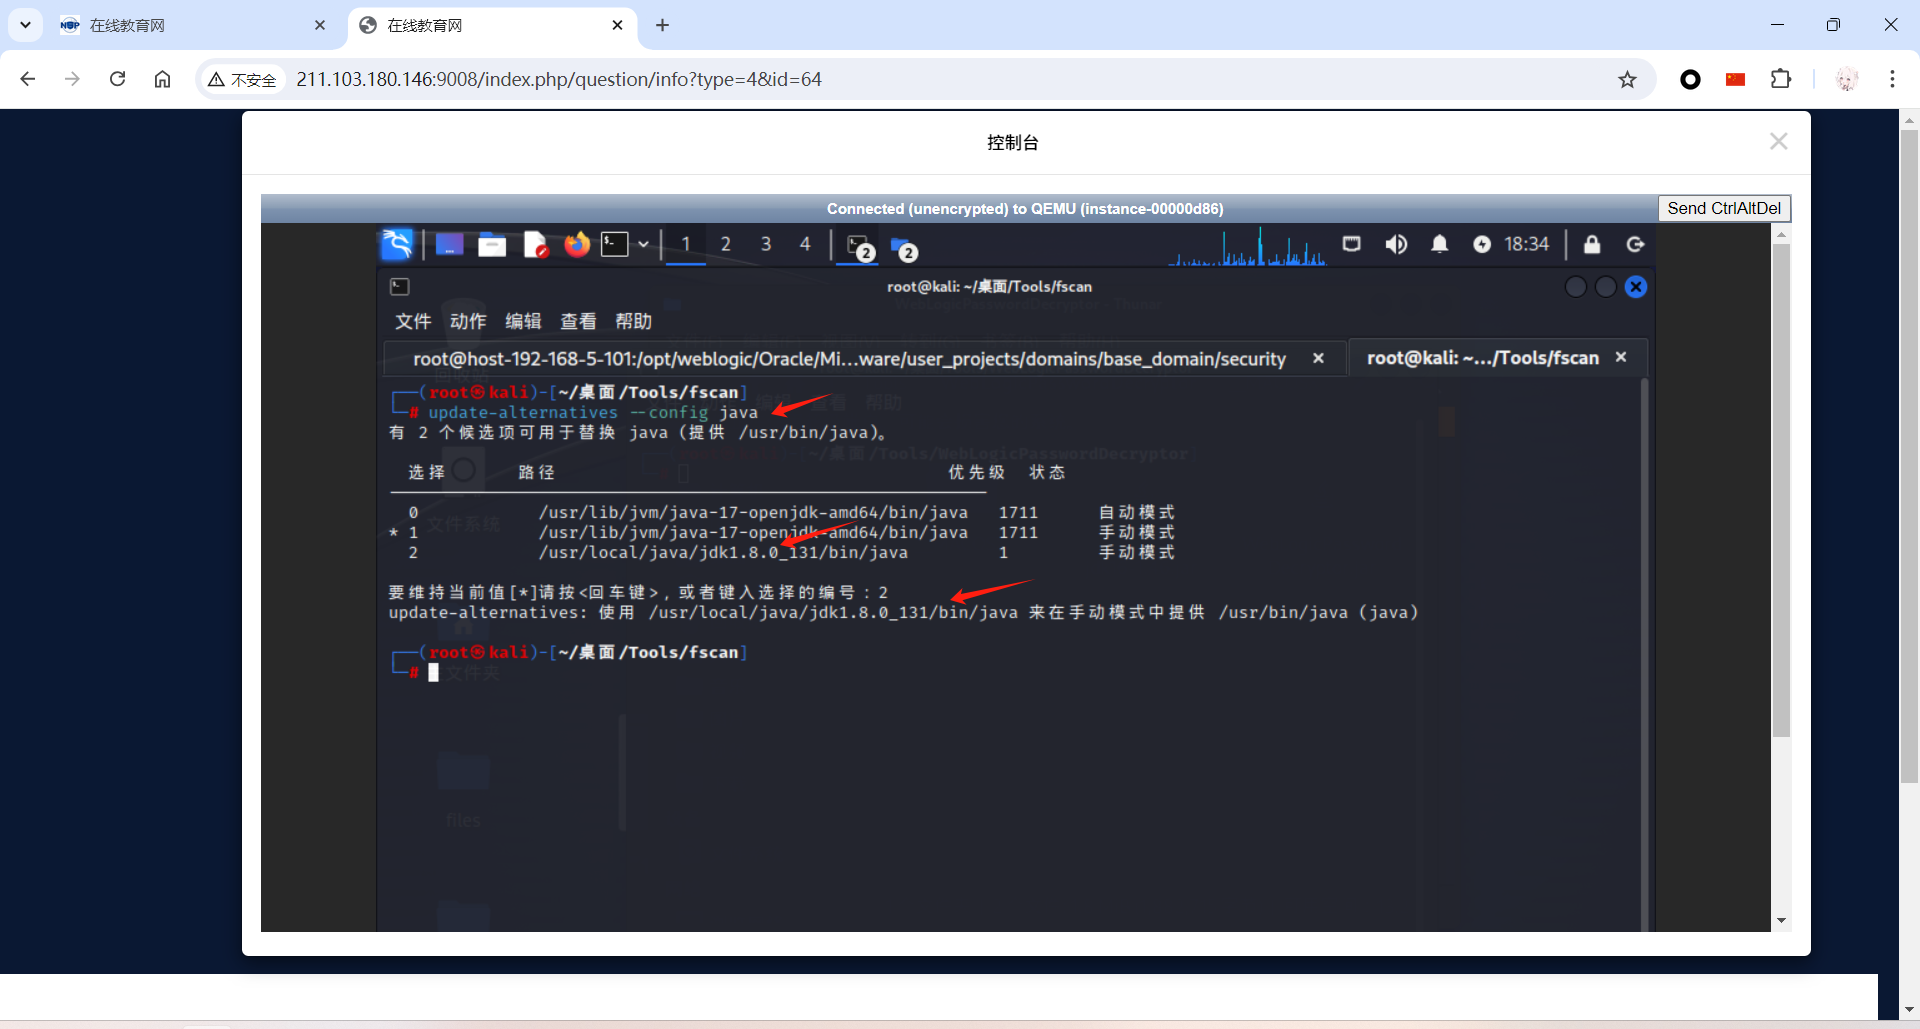 NOP 在线教育网
在线教育网
不安全 211.103.180.146:9008/index.php/question/info?type=4&id=64
控制台
Connected (unencrypted) to QEMU (instance-00000d86)
Send CtrlAltDel
1 2 3 4 2 2 18:34
root@kali: ~/桌面/Tools/fscan
文件 动作 编辑 查看 帮助
root@host-192-168-5-101:/opt/weblogic/Oracle/Mi...ware/user_projects/domains/base_domain/security
root@kali: ~.../Tools/fscan
(root㉿kali)-[~/桌面/Tools/fscan]
# update-alternatives --config java
有 2 个候选项可用于替换 java (提供 /usr/bin/java)。
选择 路径 优先级 状态
0 /usr/lib/jvm/java-17-openjdk-amd64/bin/java 1711 自动模式
* 1 /usr/lib/jvm/java-17-openjdk-amd64/bin/java 1711 手动模式
2 /usr/local/java/jdk1.8.0_131/bin/java 1 手动模式
要维持当前值[*]请按<回车键>，或者键入选择的编号：2
update-alternatives: 使用 /usr/local/java/jdk1.8.0_131/bin/java 来在手动模式中提供 /usr/bin/java (java)
(root㉿kali)-[~/桌面/Tools/fscan]
#
文件系统
文件夹
files